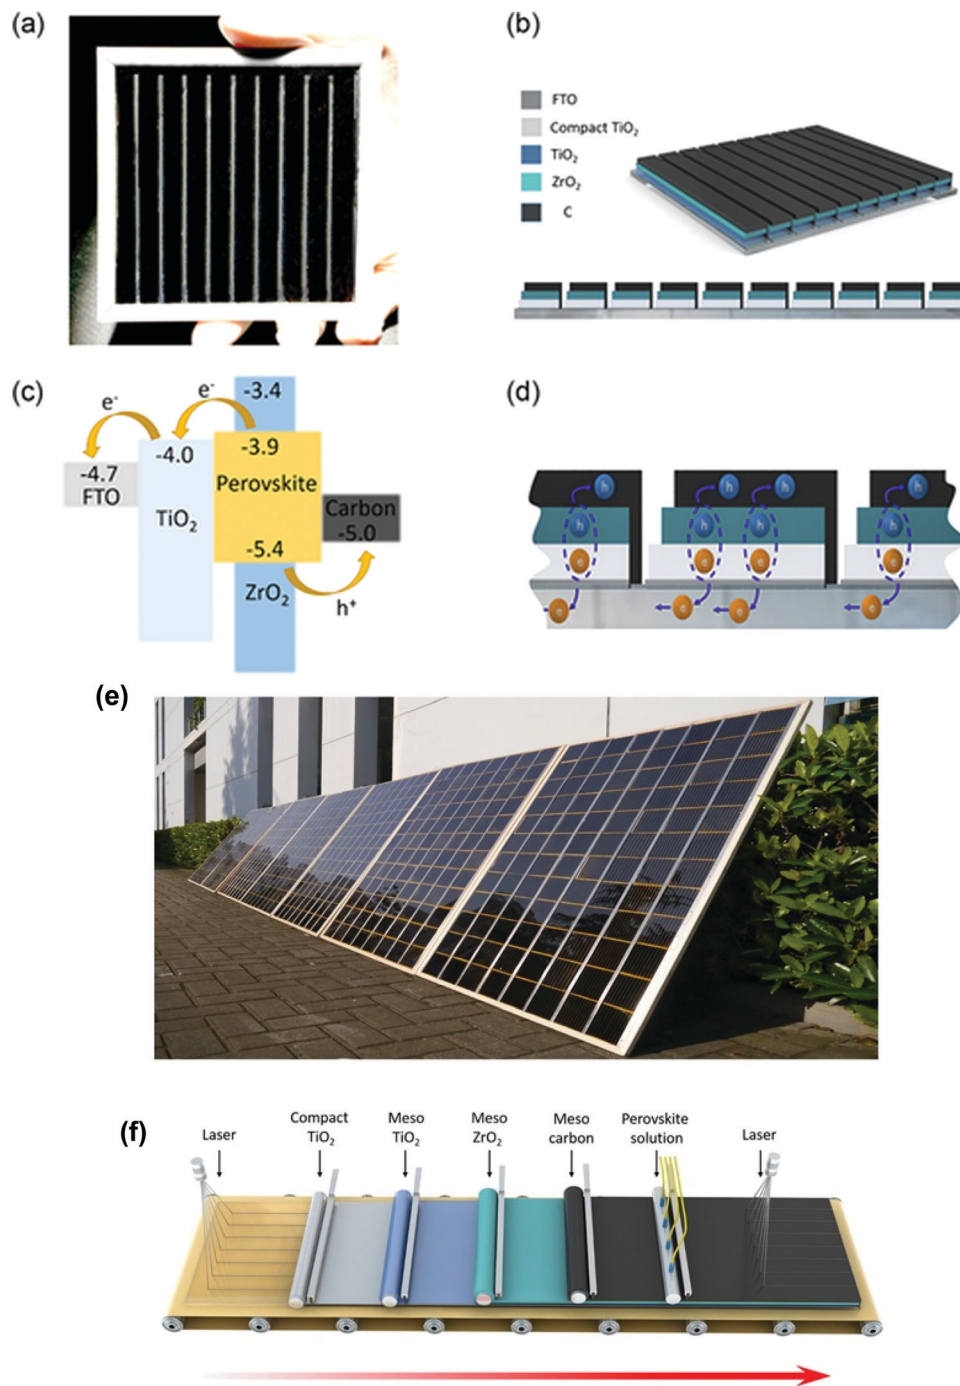 (a)
(b)
FTO
Compact TiO₂
TiO₂
ZrO₂
C
(c)
e⁻
e⁻
-3.4
-3.9
-4.0
-4.7
FTO
Perovskite
TiO₂
Carbon
-5.0
-5.4
ZrO₂
h⁺
(d)
h
h
h
h
h
h
h
h
e
e
e
e
e
e
e
e
(e)
(f)
Laser
Compact
TiO₂
Meso
TiO₂
Meso
ZrO₂
Meso
carbon
Perovskite
solution
Laser